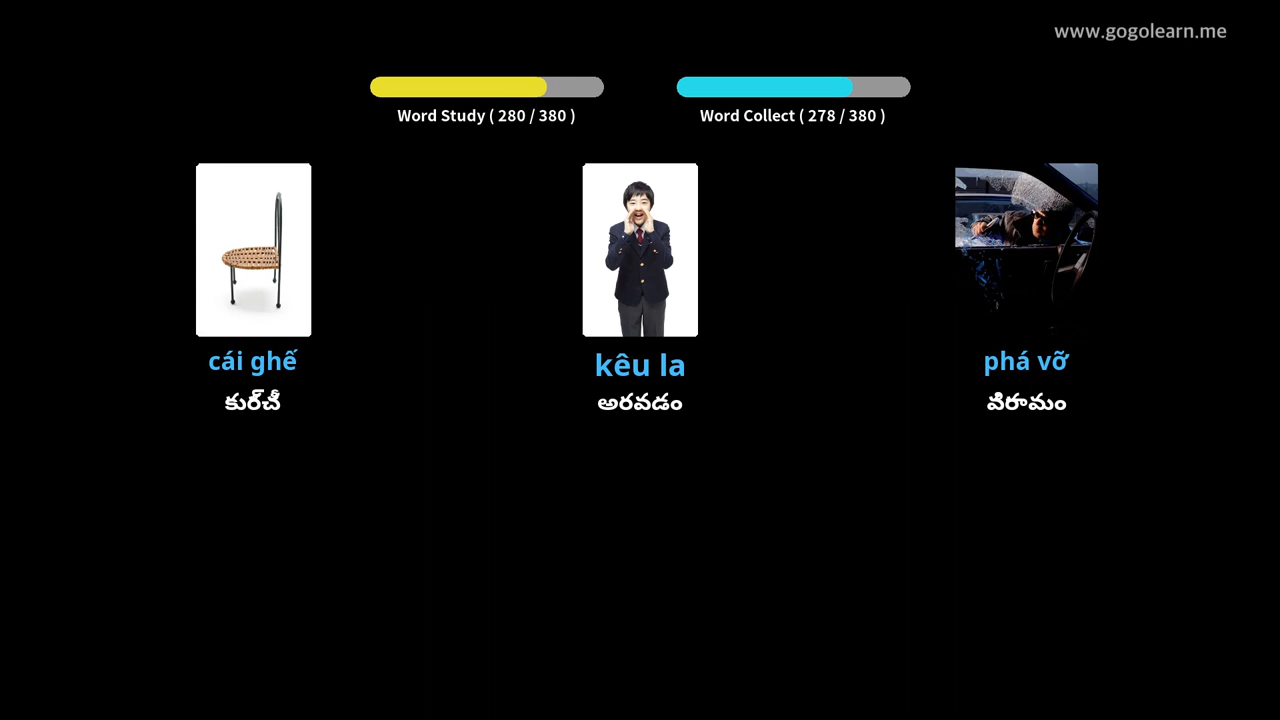 www.gogolearn.me
Word Study ( 280 / 380 )
Word Collect ( 278 / 380 )
cái ghế
కుర్చీ
kêu la
అరవడం
phá vỡ
విరామం